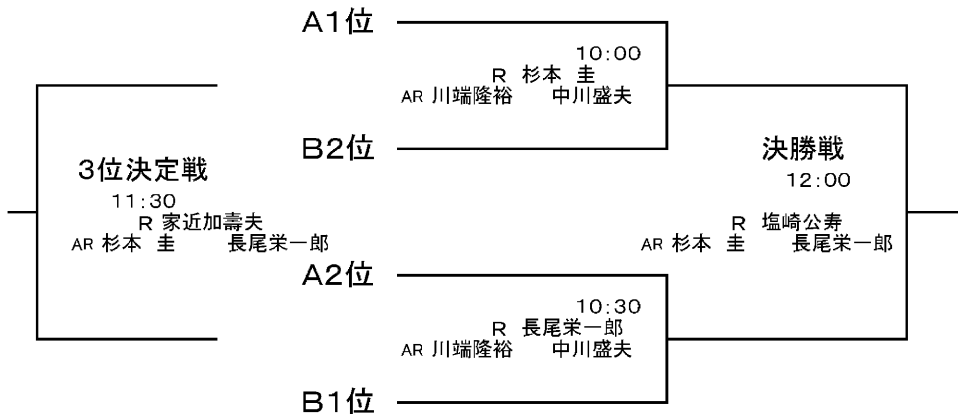 A1位
10:00
R 杉本 圭
AR 川端隆裕 中川盛夫
B2位
3位決定戦
11:30
R 家近加壽夫
AR 杉本 圭 長尾栄一郎
決勝戦
12:00
R 塩崎公寿
AR 杉本 圭 長尾栄一郎
A2位
10:30
R 長尾栄一郎
AR 川端隆裕 中川盛夫
B1位